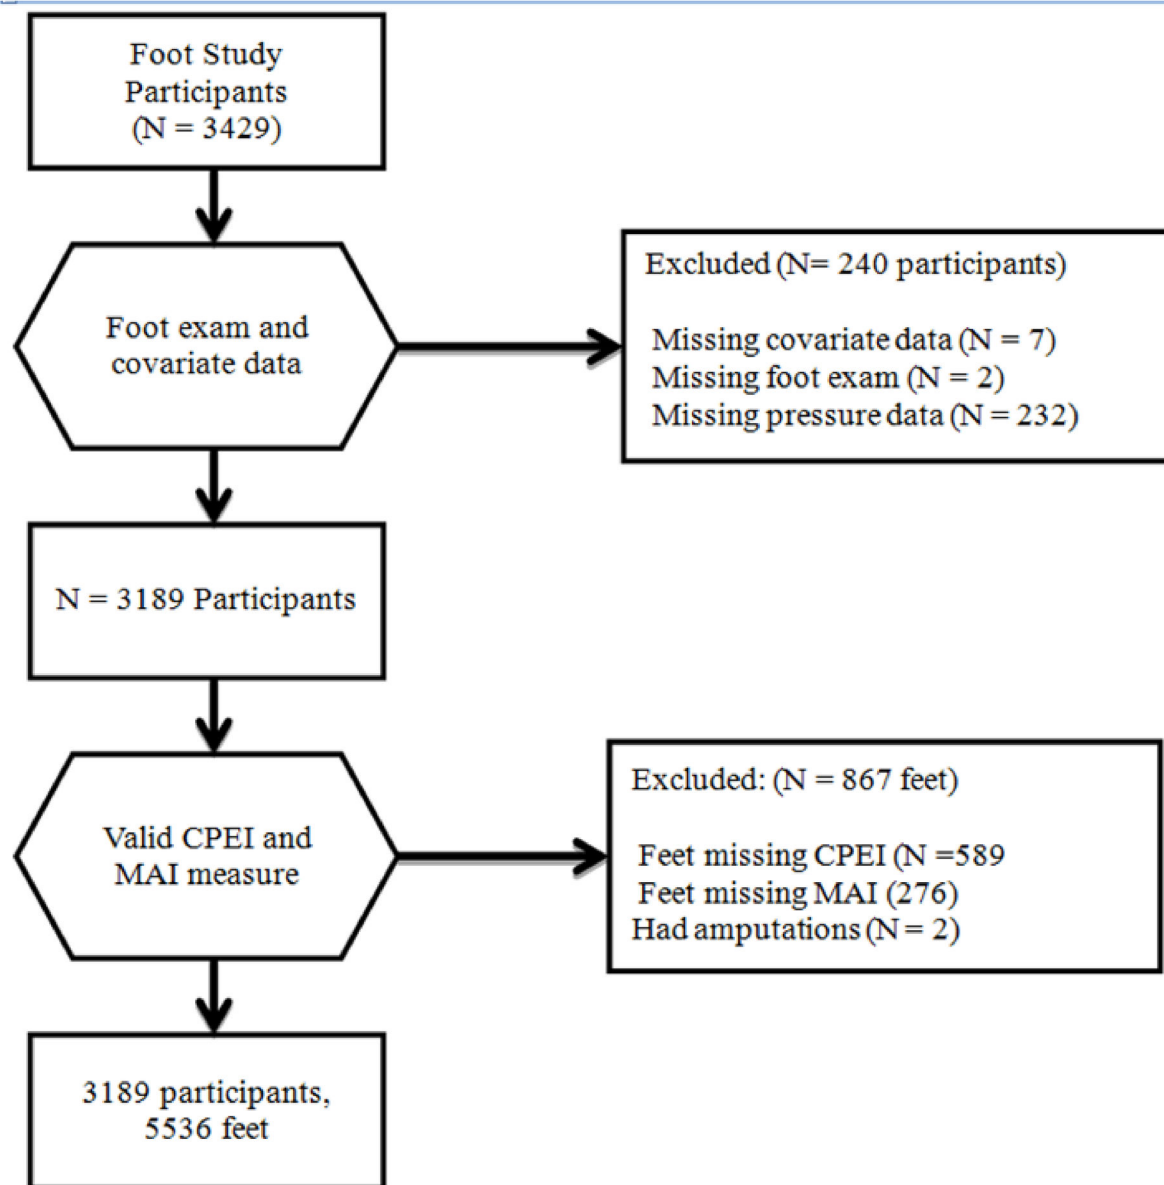 Foot Study
Participants
(N = 3429)
Foot exam and
covariate data
Excluded (N= 240 participants)
Missing covariate data (N = 7)
Missing foot exam (N = 2)
Missing pressure data (N = 232)
N = 3189 Participants
Valid CPEI and
MAI measure
Excluded: (N = 867 feet)
Feet missing CPEI (N =589
Feet missing MAI (276)
Had amputations (N = 2)
3189 participants,
5536 feet